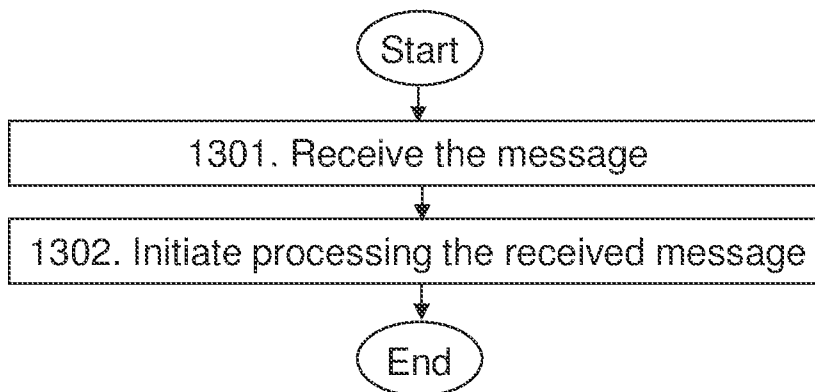 Start
1301. Receive the message
1302. Initiate processing the received message
End